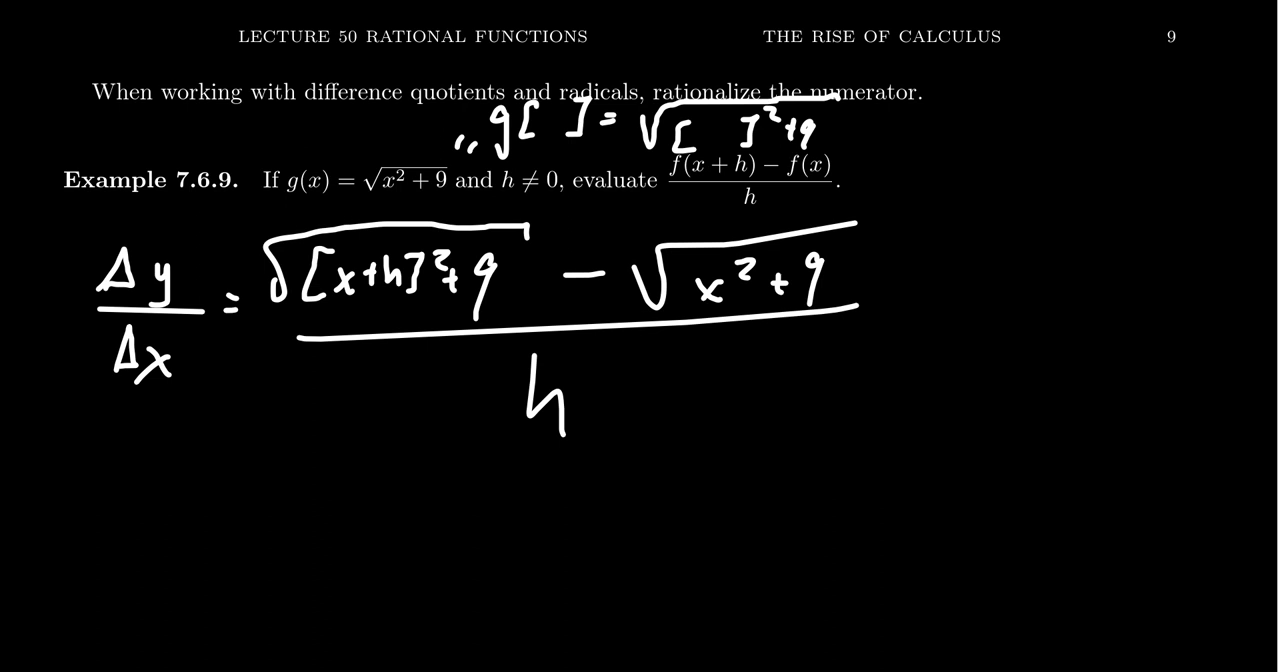 LECTURE 50 RATIONAL FUNCTIONS THE RISE OF CALCULUS 9
When working with difference quotients and radicals, rationalize the numerator.
,, g[ ] = √([ ]² + 9)
Example 7.6.9. If g(x) = √(x² + 9) and h ≠ 0, evaluate (f(x + h) − f(x))/h.
Δy/Δx = (√([x+h]² + 9) − √(x² + 9))/h